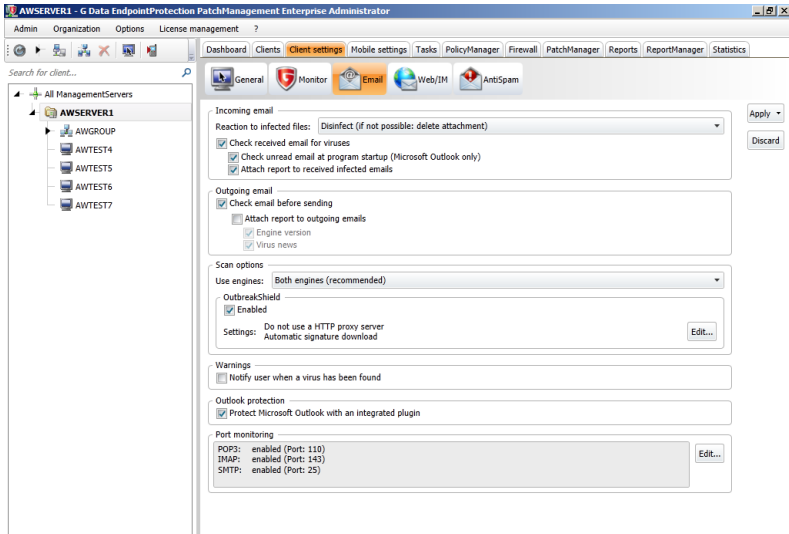 AWSERVER1 - G Data EndpointProtection PatchManagement Enterprise Administrator
Admin Organization Options License management ?
Dashboard Clients Client settings Mobile settings Tasks PolicyManager Firewall PatchManager Reports ReportManager Statistics
Search for client...
General Monitor Email Web/IM AntiSpam
All ManagementServers
AWSERVER1
AWGROUP
AWTEST4
AWTEST5
AWTEST6
AWTEST7
Incoming email
Reaction to infected files: Disinfect (if not possible: delete attachment)
Check received email for viruses
Check unread email at program startup (Microsoft Outlook only)
Attach report to received infected emails
Apply
Discard
Outgoing email
Check email before sending
Attach report to outgoing emails
Engine version
Virus news
Scan options
Use engines: Both engines (recommended)
OutbreakShield
Enabled
Settings: Do not use a HTTP proxy server
Automatic signature download
Edit...
Warnings
Notify user when a virus has been found
Outlook protection
Protect Microsoft Outlook with an integrated plugin
Port monitoring
POP3: enabled (Port: 110)
IMAP: enabled (Port: 143)
SMTP: enabled (Port: 25)
Edit...